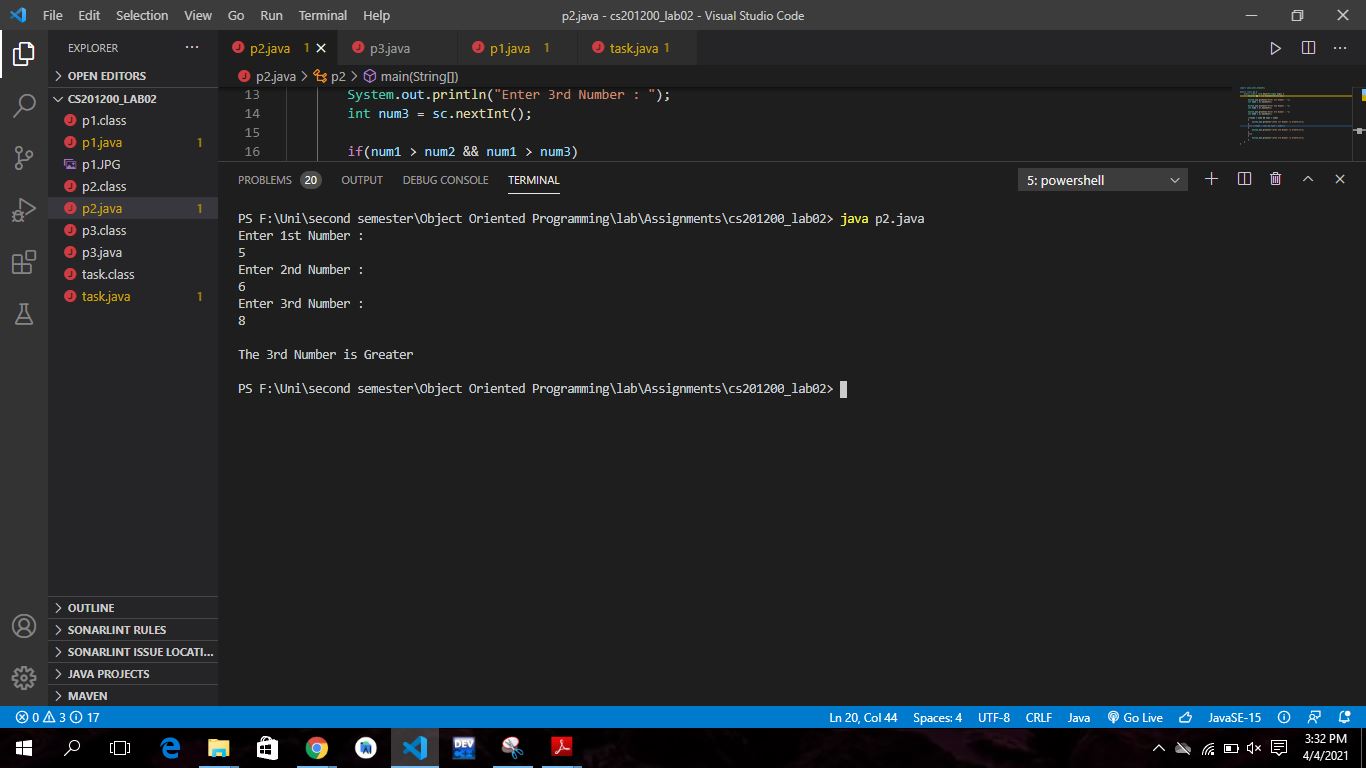 File Edit Selection View Go Run Terminal Help
p2.java - cs201200_lab02 - Visual Studio Code
EXPLORER
OPEN EDITORS
CS201200_LAB02
p1.class
p1.java 1
p1.JPG
p2.class
p2.java 1
p3.class
p3.java
task.class
task.java 1
OUTLINE
SONARLINT RULES
SONARLINT ISSUE LOCATI...
JAVA PROJECTS
MAVEN
p2.java 1 p3.java p1.java 1 task.java 1
p2.java > p2 > main(String[])
13 System.out.println("Enter 3rd Number : ");
14 int num3 = sc.nextInt();
15
16 if(num1 > num2 && num1 > num3)
PROBLEMS 20 OUTPUT DEBUG CONSOLE TERMINAL
5: powershell
PS F:\Uni\second semester\Object Oriented Programming\lab\Assignments\cs201200_lab02> java p2.java
Enter 1st Number :
5
Enter 2nd Number :
6
Enter 3rd Number :
8
The 3rd Number is Greater
PS F:\Uni\second semester\Object Oriented Programming\lab\Assignments\cs201200_lab02>
0 3 17
Ln 20, Col 44 Spaces: 4 UTF-8 CRLF Java Go Live JavaSE-15
DEV
3:32 PM
4/4/2021